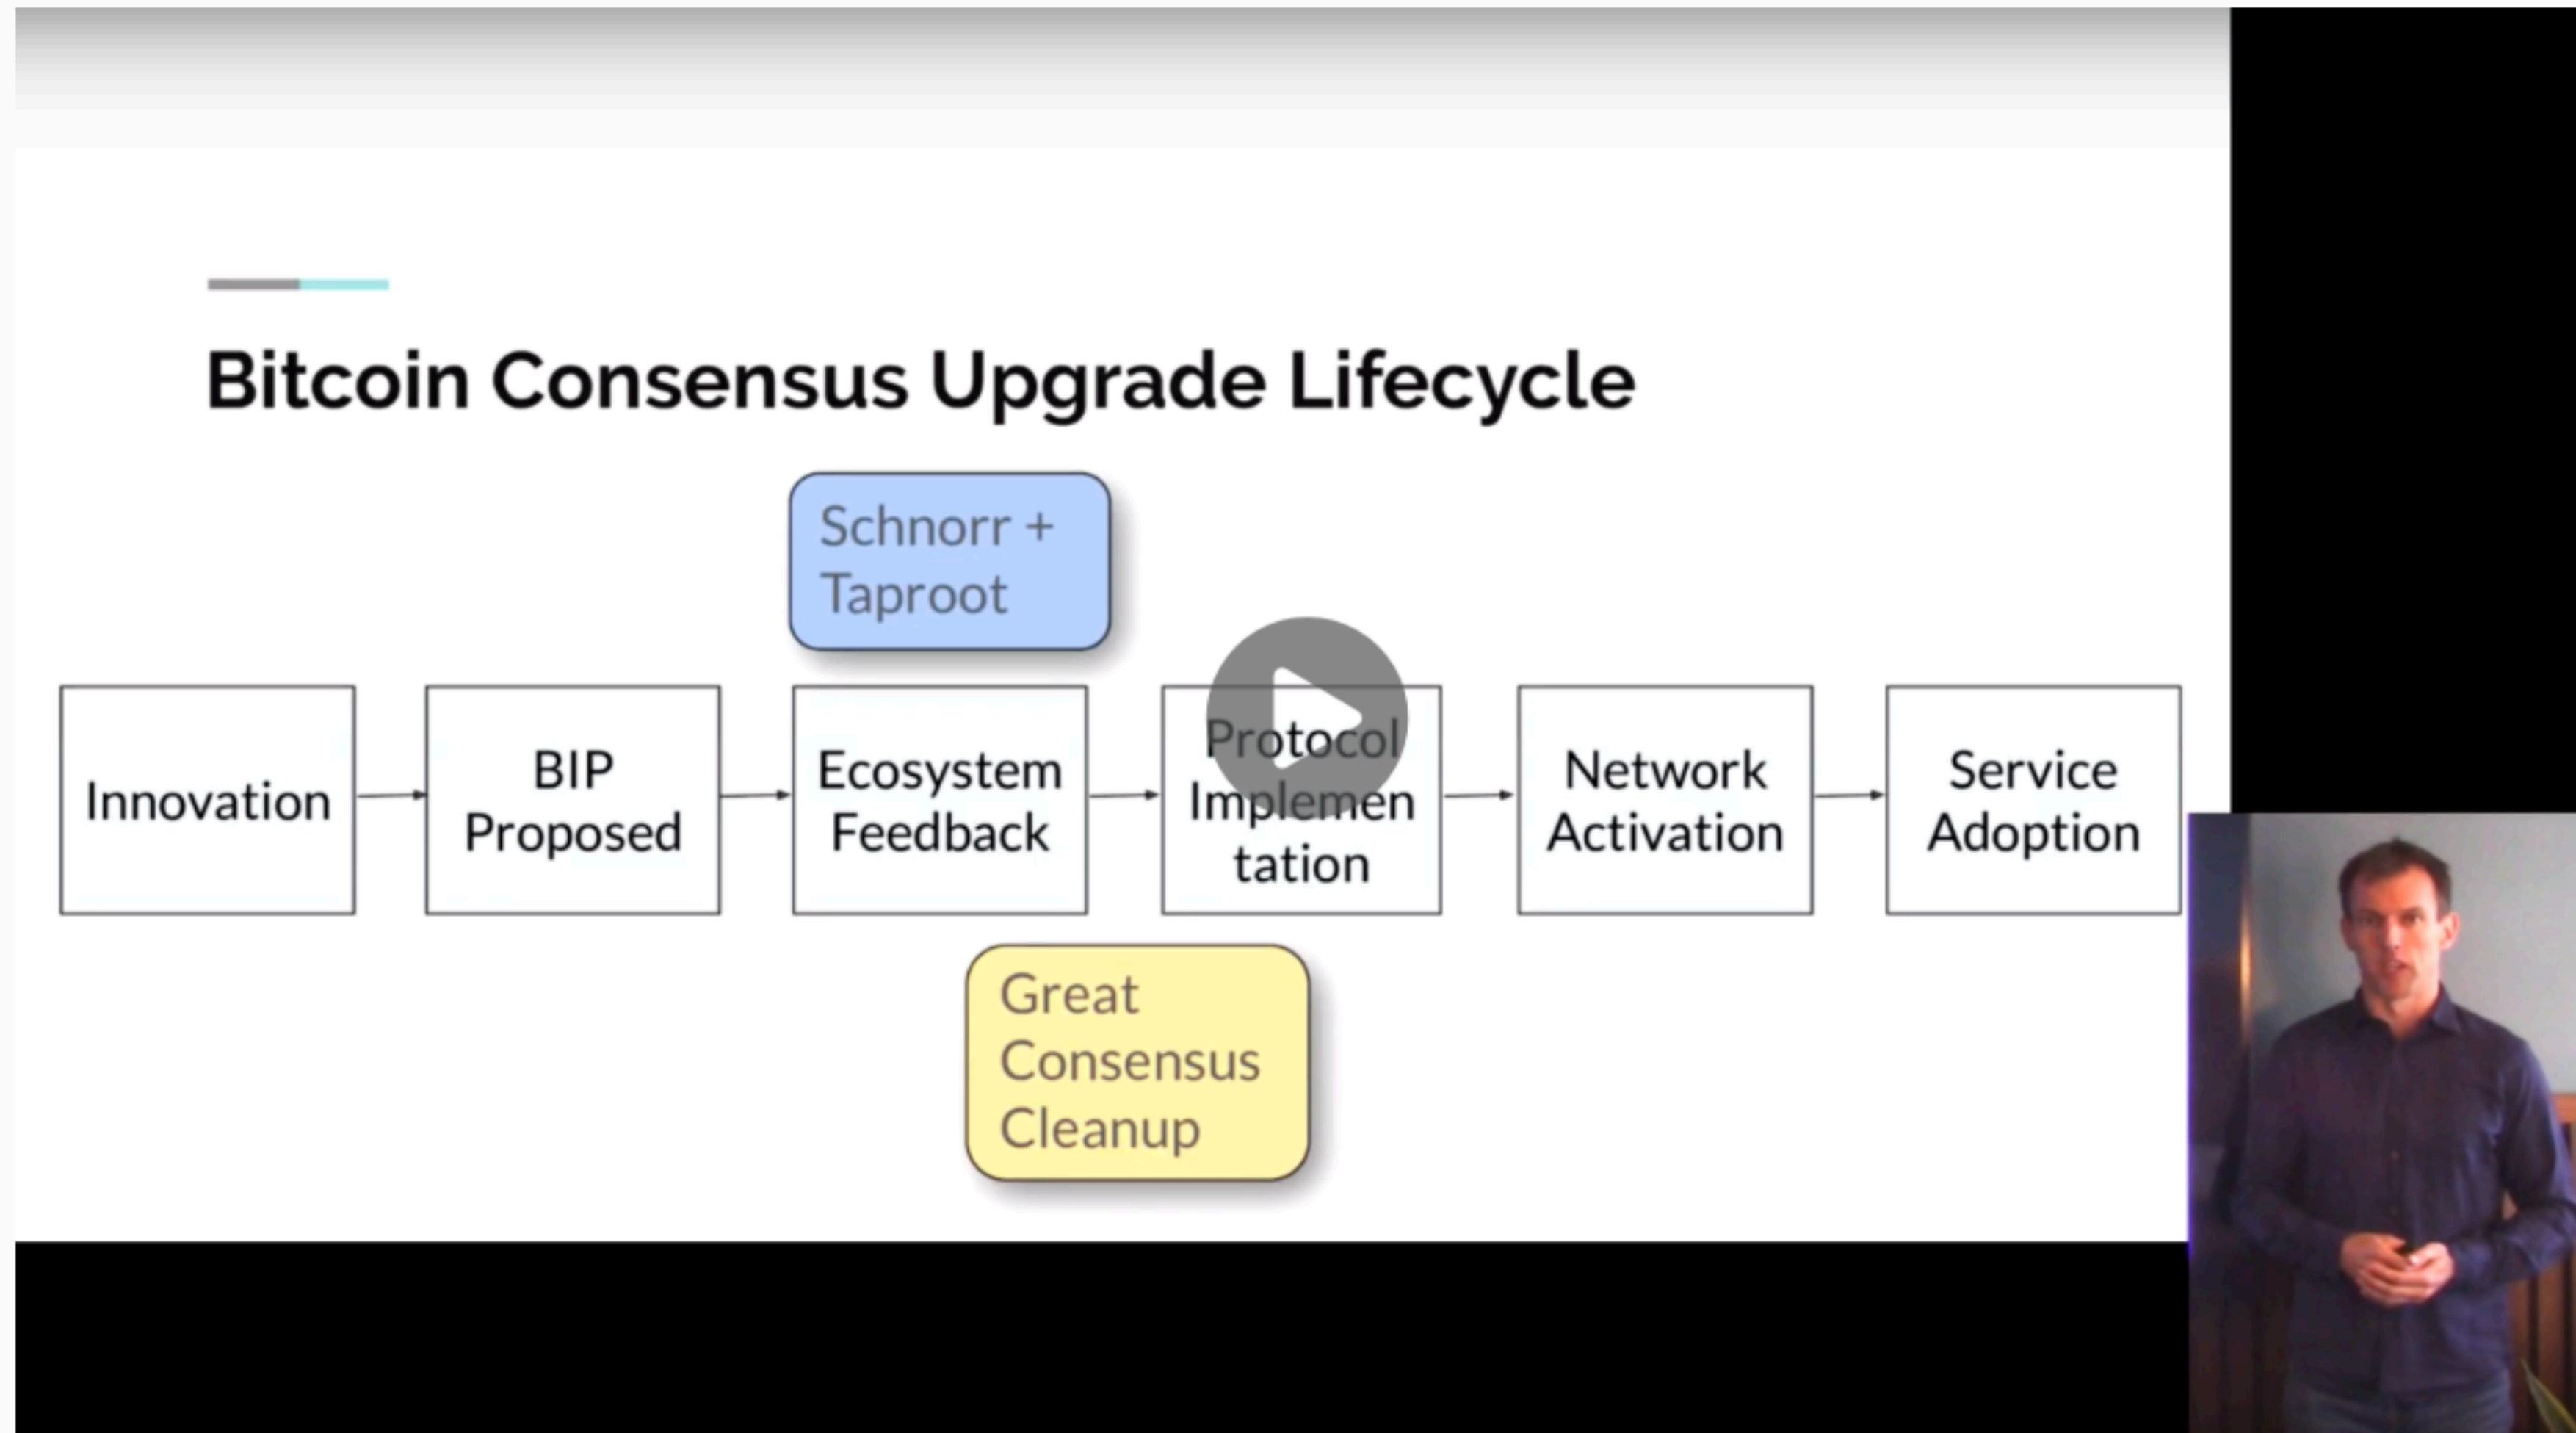 Bitcoin Consensus Upgrade Lifecycle
Schnorr +
Taproot
Innovation
BIP
Proposed
Ecosystem
Feedback
Protocol
Implemen
tation
Network
Activation
Service
Adoption
Great
Consensus
Cleanup